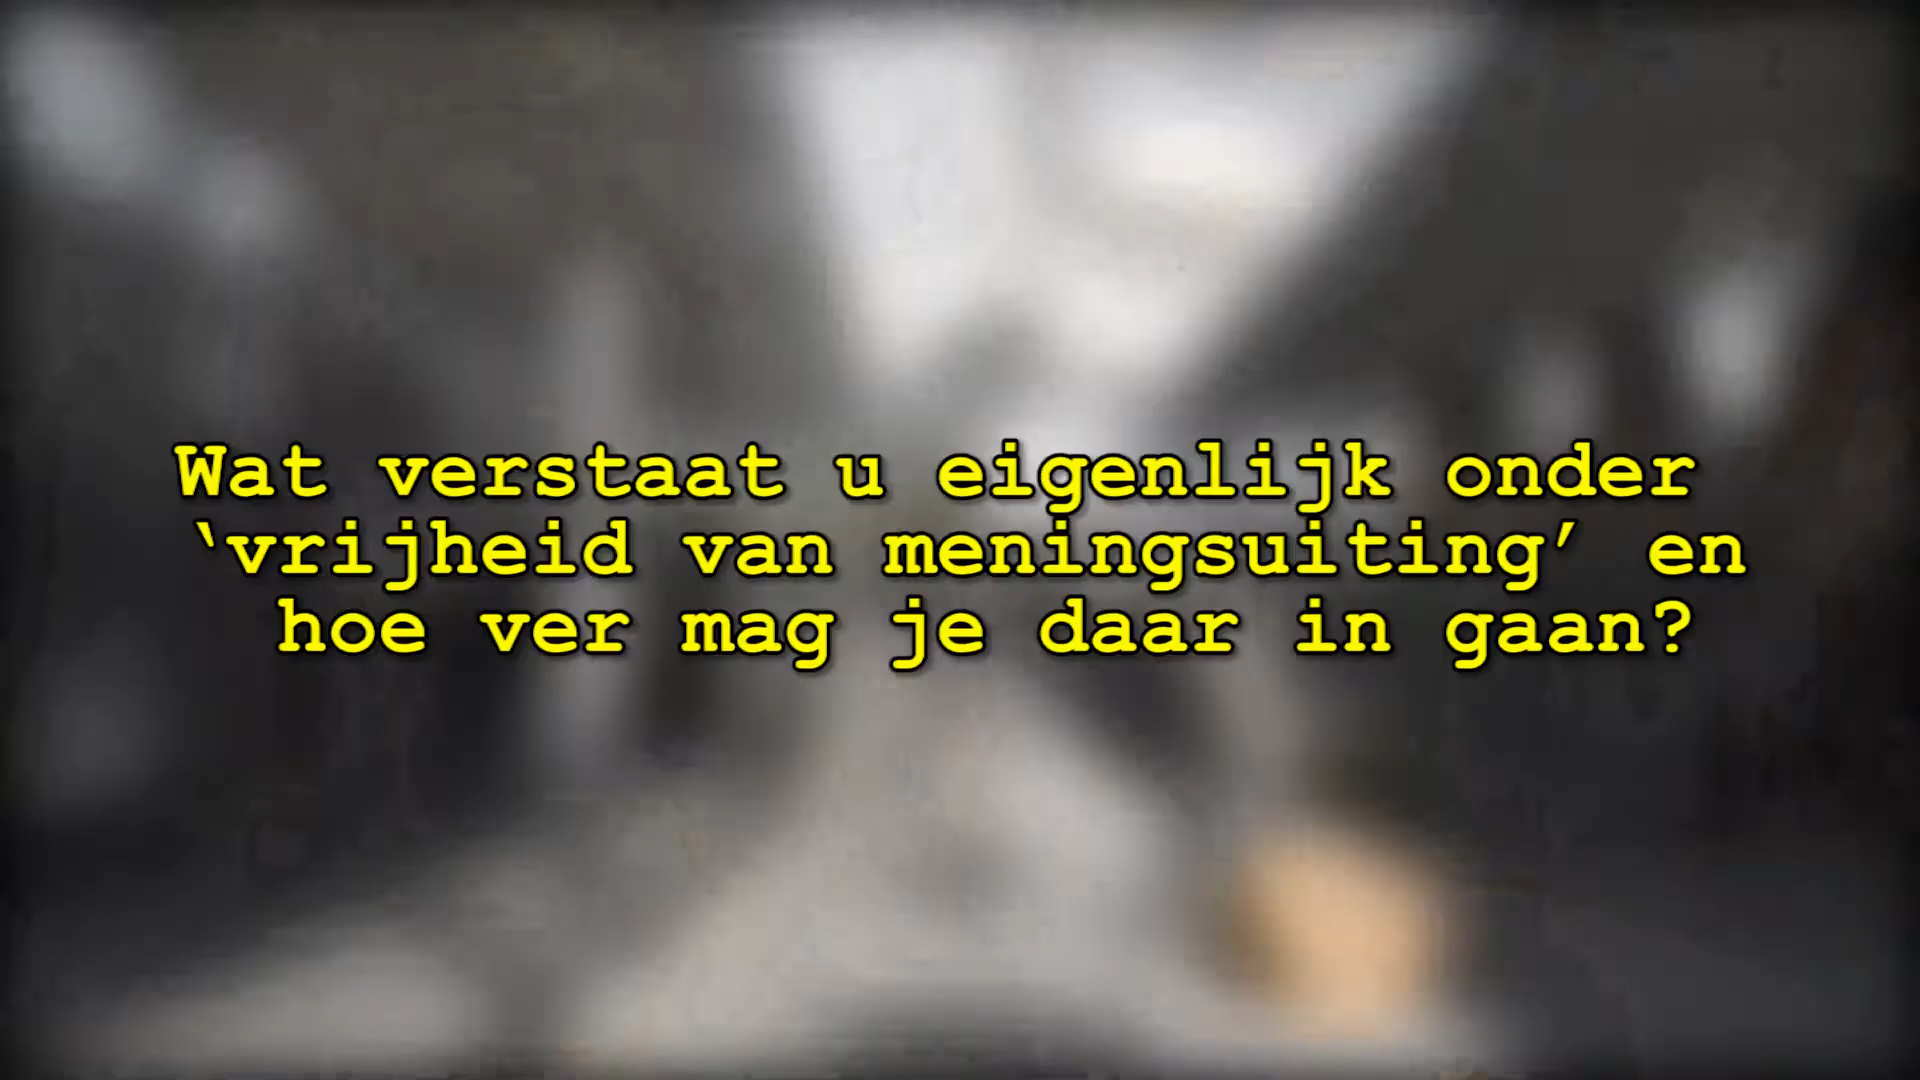 Wat verstaat u eigenlijk onder
‘vrijheid van meningsuiting’ en
hoe ver mag je daar in gaan?